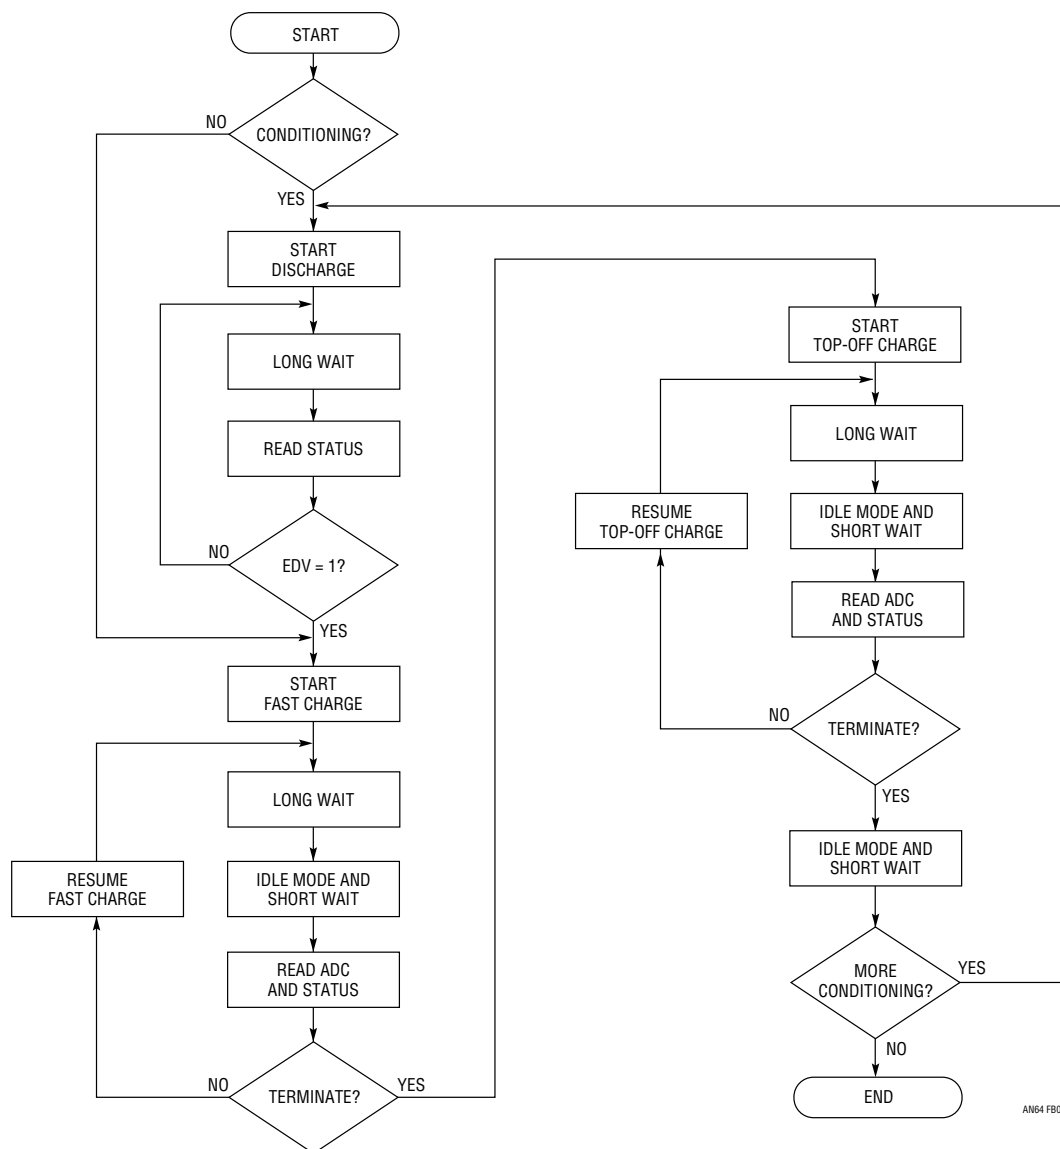 START
CONDITIONING?
NO
YES
START
DISCHARGE
LONG WAIT
READ STATUS
EDV = 1?
NO
YES
START
FAST CHARGE
LONG WAIT
IDLE MODE AND
SHORT WAIT
RESUME
FAST CHARGE
READ ADC
AND STATUS
TERMINATE?
NO
YES
START
TOP-OFF CHARGE
LONG WAIT
IDLE MODE AND
SHORT WAIT
RESUME
TOP-OFF CHARGE
READ ADC
AND STATUS
TERMINATE?
NO
YES
IDLE MODE AND
SHORT WAIT
MORE
CONDITIONING?
YES
NO
END
AN64 FB0